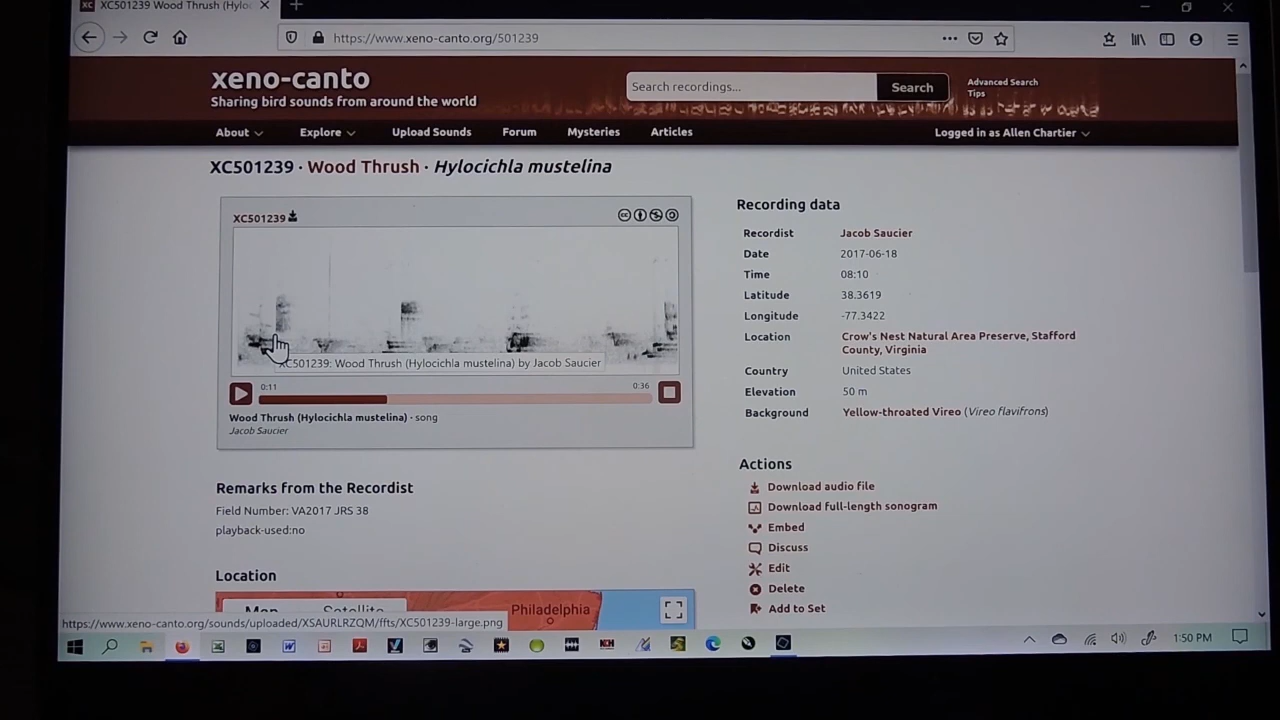 XC XC501239 Wood Thrush (Hyloc
https://www.xeno-canto.org/501239
xeno-canto
Sharing bird sounds from around the world
Search recordings...
Search
Advanced Search
Tips
About
Explore
Upload Sounds
Forum
Mysteries
Articles
Logged in as Allen Chartier
XC501239 · Wood Thrush · Hylocichla mustelina
XC501239
cc
XC501239: Wood Thrush (Hylocichla mustelina) by Jacob Saucier
0:11
0:36
Wood Thrush (Hylocichla mustelina) · song
Jacob Saucier
Remarks from the Recordist
Field Number: VA2017 JRS 38
playback-used:no
Location
Map
Satellite
Philadelphia
Recording data
Recordist Jacob Saucier
Date 2017-06-18
Time 08:10
Latitude 38.3619
Longitude -77.3422
Location Crow's Nest Natural Area Preserve, Stafford
County, Virginia
Country United States
Elevation 50 m
Background Yellow-throated Vireo (Vireo flavifrons)
Actions
Download audio file
Download full-length sonogram
Embed
Discuss
Edit
Delete
Add to Set
https://www.xeno-canto.org/sounds/uploaded/XSAURLRZQM/ffts/XC501239-large.png
1:50 PM